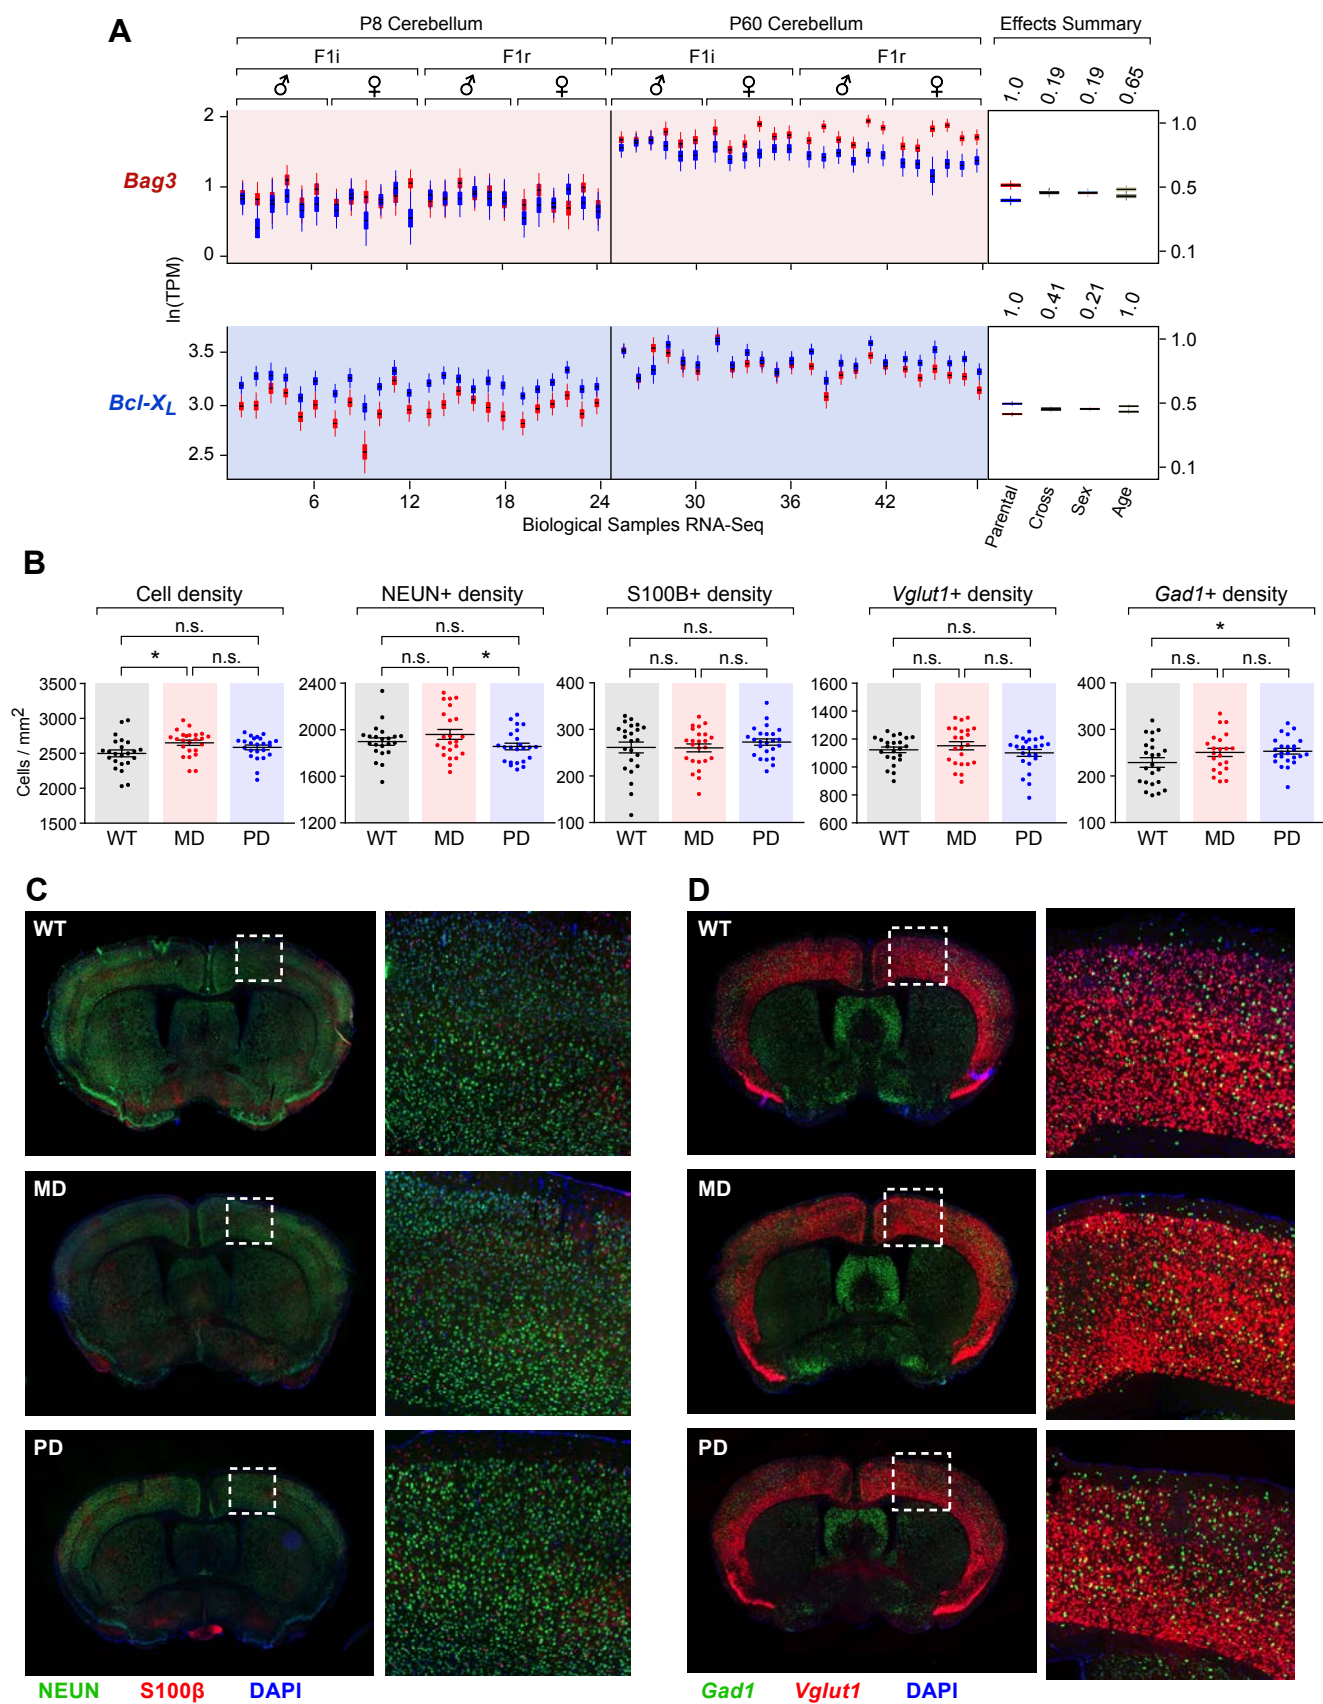 A
P8 Cerebellum P60 Cerebellum Effects Summary
F1i F1r F1i F1r
♂ ♀ ♂ ♀ ♂ ♀ ♂ ♀
1.0 0.19 0.19 0.65
Bag3
2
1
0
1.0
0.5
0.1
ln(TPM)
1.0 0.41 0.21 1.0
Bcl-XL
3.5
3.0
2.5
1.0
0.5
0.1
6 12 18 24 30 36 42
Biological Samples RNA-Seq
Parental Cross Sex Age
B
Cell density NEUN+ density S100B+ density Vglut1+ density Gad1+ density
n.s. n.s. n.s. n.s. *
* n.s. n.s. * n.s. n.s. n.s. n.s. n.s. n.s.
Cells / mm2
3500 2400 400 1600 400
3000 2000 300 1400 300
2500 1600 200 1200 200
2000 1200 100 1000 100
1500 800
600
WT MD PD WT MD PD WT MD PD WT MD PD WT MD PD
C D
WT WT
MD MD
PD PD
NEUN S100β DAPI Gad1 Vglut1 DAPI